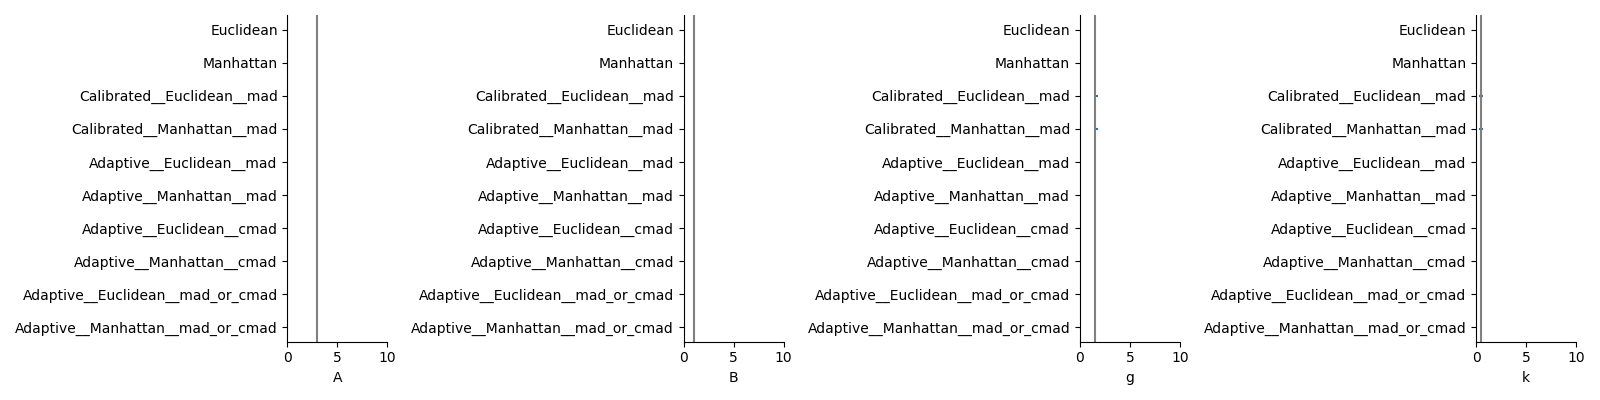 Euclidean Euclidean Euclidean Euclidean
Manhattan Manhattan Manhattan Manhattan
Calibrated__Euclidean__mad Calibrated__Euclidean__mad Calibrated__Euclidean__mad Calibrated__Euclidean__mad
Calibrated__Manhattan__mad Calibrated__Manhattan__mad Calibrated__Manhattan__mad Calibrated__Manhattan__mad
Adaptive__Euclidean__mad Adaptive__Euclidean__mad Adaptive__Euclidean__mad Adaptive__Euclidean__mad
Adaptive__Manhattan__mad Adaptive__Manhattan__mad Adaptive__Manhattan__mad Adaptive__Manhattan__mad
Adaptive__Euclidean__cmad Adaptive__Euclidean__cmad Adaptive__Euclidean__cmad Adaptive__Euclidean__cmad
Adaptive__Manhattan__cmad Adaptive__Manhattan__cmad Adaptive__Manhattan__cmad Adaptive__Manhattan__cmad
Adaptive__Euclidean__mad_or_cmad Adaptive__Euclidean__mad_or_cmad Adaptive__Euclidean__mad_or_cmad Adaptive__Euclidean__mad_or_cmad
Adaptive__Manhattan__mad_or_cmad Adaptive__Manhattan__mad_or_cmad Adaptive__Manhattan__mad_or_cmad Adaptive__Manhattan__mad_or_cmad
0 5 10 0 5 10 0 5 10 0 5 10
A B g k